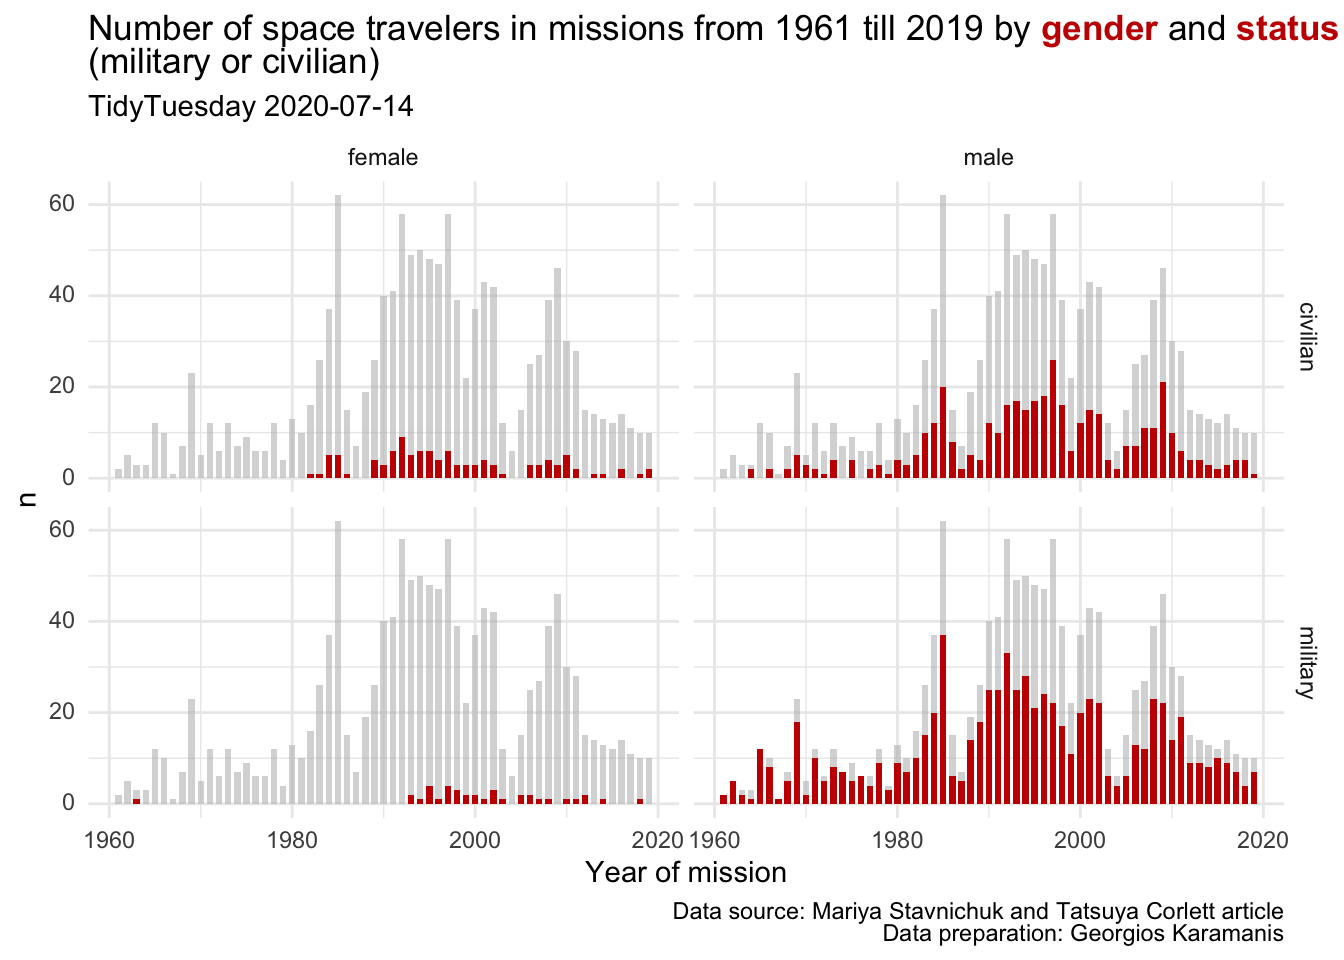 Number of space travelers in missions from 1961 till 2019 by gender and status
(military or civilian)
TidyTuesday 2020-07-14
female
male
60
40
20
0
civilian
n
60
40
20
0
military
1960
1980
2000
2020
1960
1980
2000
2020
Year of mission
Data source: Mariya Stavnichuk and Tatsuya Corlett article
Data preparation: Georgios Karamanis